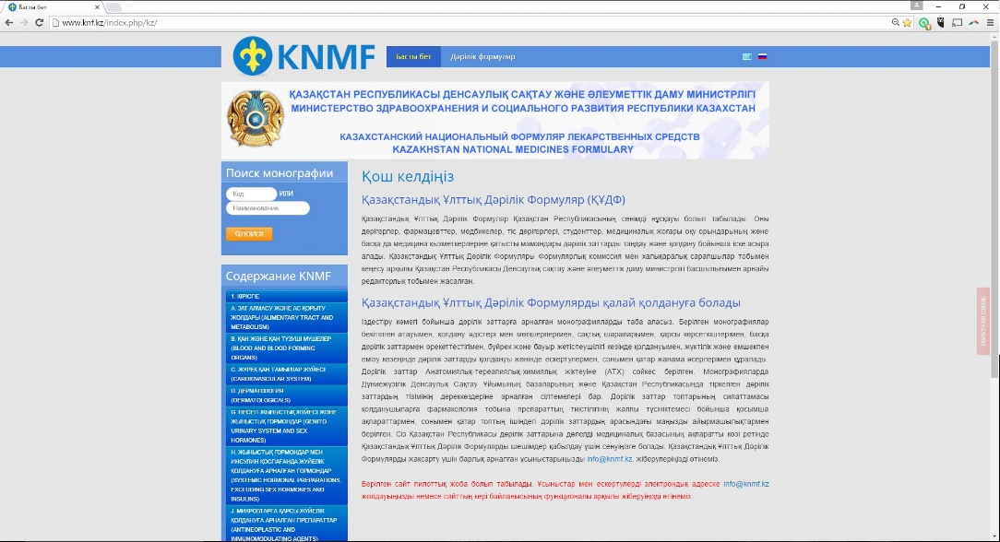 Басты бет
www.knf.kz/index.php/kz/
KNMF
Басты бет
Дәрілік формуляр
ҚАЗАҚСТАН РЕСПУБЛИКАСЫ ДЕНСАУЛЫҚ САҚТАУ ЖӘНЕ ӘЛЕУМЕТТІК ДАМУ МИНИСТРЛІГІ
МИНИСТЕРСТВО ЗДРАВООХРАНЕНИЯ И СОЦИАЛЬНОГО РАЗВИТИЯ РЕСПУБЛИКИ КАЗАХСТАН
КАЗАХСТАНСКИЙ НАЦИОНАЛЬНЫЙ ФОРМУЛЯР ЛЕКАРСТВЕННЫХ СРЕДСТВ
KAZAKHSTAN NATIONAL MEDICINES FORMULARY
Поиск монографии
Код ИЛИ
Наименование
ПОИСК
Содержание KNMF
1. КІРІСПЕ
A. ЗАТ АЛМАСУ ЖӘНЕ АС ҚОРЫТУ
ЖОЛДАРЫ (ALIMENTARY TRACT AND
METABOLISM)
B. ҚАН ЖӘНЕ ҚАН ТҮЗУШІ МҮШЕЛЕР
(BLOOD AND BLOOD FORMING
ORGANS)
C. ЖҮРЕК ҚАН ТАМЫРЛАР ЖҮЙЕСІ
(CARDIOVASCULAR SYSTEM)
D. ДЕРМАТОЛОГИЯ
(DERMATOLOGICALS)
G. НЕСЕП-ЖЫНЫСТЫҚ ЖҮЙЕСІ ЖӘНЕ
ЖЫНЫСТЫҚ ГОРМОНДАР (GENITO-
URINARY SYSTEM AND SEX
HORMONES)
H. ЖЫНЫСТЫҚ ГОРМОНДАР МЕН
ИНСУЛИН ҚОСПАҒАНДА ЖҮЙЕЛІК
ҚОЛДАНУҒА АРНАЛҒАН ГОРМОНДАР
(SYSTEMIC HORMONAL PREPARATIONS,
EXCLUDING SEX HORMONES AND
INSULINS)
J. МИКРОБТАРҒА ҚАРСЫ ЖҮЙЕЛІК
ҚОЛДАНУҒА АРНАЛҒАН ПРЕПАРАТТАР
(ANTINEOPLASTIC AND
IMMUNOMODULATING AGENTS)
Қош келдіңіз
Қазақстандық Ұлттық Дәрілік Формуляр (ҚҰДФ)
Қазақстандық Ұлттық Дәрілік Формуляр Қазақстан Республикасының сенімді нұсқауы болып табылады. Оны
дәрігерлер, фармацевттер, медбикелер, тіс дәрігерлері, студенттер, медициналық жоғары оқу орындарының және
басқа да медицина қызметкерлеріне қатысты мамандары дәрілік заттарды таңдау және қолдану бойынша іске асыра
алады. Қазақстандық Ұлттық Дәрілік Формуляры Формулярлық комиссия мен халықаралық сарапшылар тобымен
кеңесу арқылы Қазақстан Республикасы Денсаулық сақтау және әлеуметтік даму министрлігі басшылығымен арнайы
редакторлық тобымен жасалған.
Қазақстандық Ұлттық Дәрілік Формулярды қалай қолдануға болады
Іздестіру көмегі бойынша дәрілік заттарға арналған монографияларды таба аласыз. Берілген монографиялар
бекітілген атауымен, қолдану әдістері мен мөлшерлерімен, сақтық шараларымен, қарсы көрсеткіштерімен, басқа
дәрілік заттармен әрекеттестігімен, бүйрек және бауыр жетіспеушілігі кезінде қолдануымен, жүктілік және емшекпен
емізу кезеңінде дәрілік заттарды қолдануы жөнінде ескертулермен, сонымен қатар жанама әсерлерімен құралады.
Дәрілік заттар Анатомиялық-терапиялық-химиялық жіктеуіне (АТХ) сәйкес берілген. Монографияларда
Дүниежүзілік Денсаулық Сақтау Ұйымының базаларының және Қазақстан Республикасында тіркелген дәрілік
заттардың тізімінің дереккөздеріне арналған сілтемелері бар. Дәрілік заттар топтарының сипаттамасы
қолданушыларға фармакология тобына препараттың тиістілігінің жалпы түсініктемесі бойынша қосымша
ақпараттармен, сонымен қатар топтың ішіндегі дәрілік заттардың арасындағы маңызды айырмашылықтармен
берілген. Сіз Қазақстан Республикасы дәрілік заттарына дәлелді медициналық базасының ақпаратты көзі ретінде
Қазақстандық Ұлттық Дәрілік Формулярды шешімдер қабылдау үшін сенуіңізге болады. Қазақстандық Ұлттық Дәрілік
Формулярды жақсарту үшін барлық арналған ұсыныстарыңызды info@knmf.kz. жіберулеріңізді өтінеміз.
Берілген сайт пилоттық жоба болып табылады. Ұсыныстар мен ескертулерді электрондық адреске info@knmf.kz
жолдауыңызды немесе сайттың кері байланысының функционалы арқылы жіберуіңізді өтінеміз.